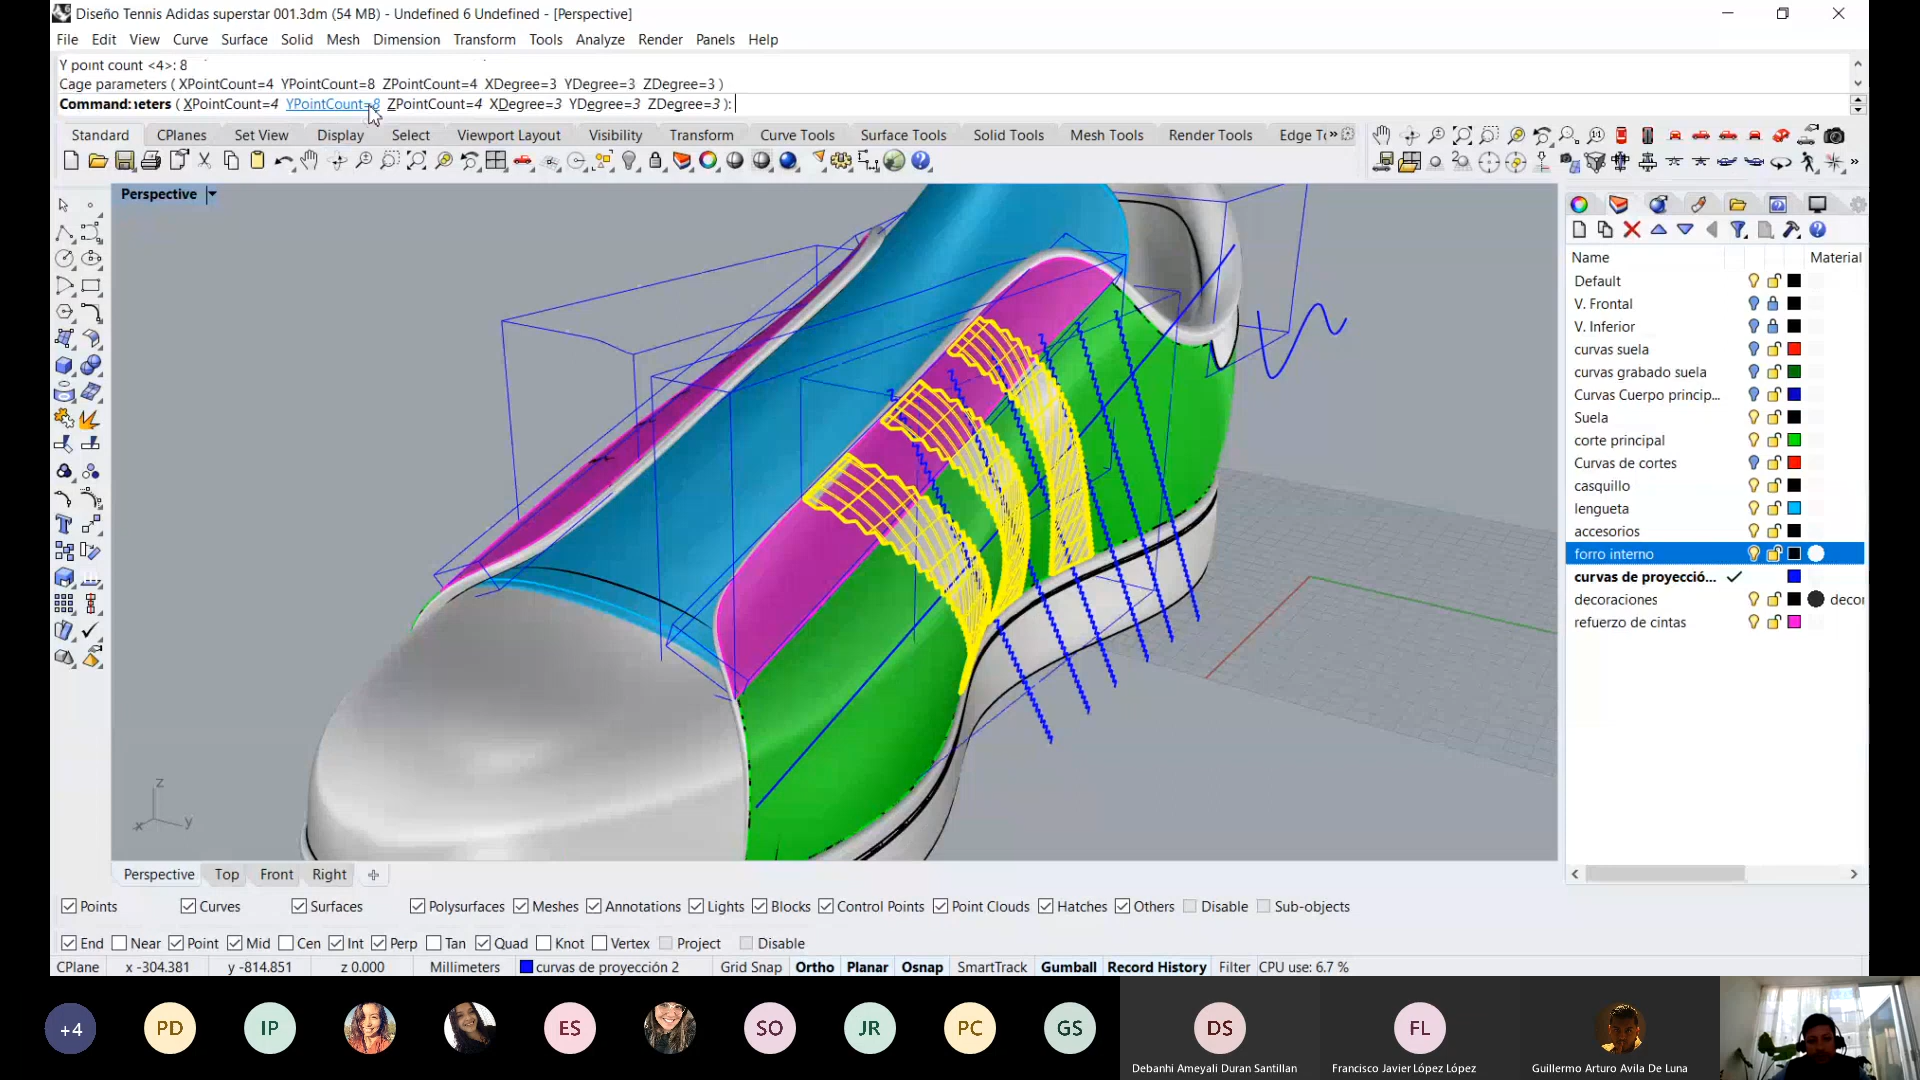 Diseño Tennis Adidas superstar 001.3dm (54 MB) - Undefined 6 Undefined - [Perspective]
File Edit View Curve Surface Solid Mesh Dimension Transform Tools Analyze Render Panels Help
Y point count <4>: 8
Cage parameters ( XPointCount=4 YPointCount=8 ZPointCount=4 XDegree=3 YDegree=3 ZDegree=3 )
Command: ieters ( XPointCount=4 YPointCount=8 ZPointCount=4 XDegree=3 YDegree=3 ZDegree=3 ):
Standard CPlanes Set View Display Select Viewport Layout Visibility Transform Curve Tools Surface Tools Solid Tools Mesh Tools Render Tools Edge To »
Perspective
Name Material
Default
V. Frontal
V. Inferior
curvas suela
curvas grabado suela
Curvas Cuerpo princip...
Suela
corte principal
Curvas de cortes
casquillo
lengueta
accesorios
forro interno
curvas de proyecció...
decoraciones decor
refuerzo de cintas
z
x y
Perspective Top Front Right
Points Curves Surfaces Polysurfaces Meshes Annotations Lights Blocks Control Points Point Clouds Hatches Others Disable Sub-objects
End Near Point Mid Cen Int Perp Tan Quad Knot Vertex Project Disable
CPlane x -304.381 y -814.851 z 0.000 Millimeters curvas de proyección 2 Grid Snap Ortho Planar Osnap SmartTrack Gumball Record History Filter CPU use: 6.7 %
+4 PD IP ES SO JR PC GS DS FL
Debanhi Ameyali Duran Santillan Francisco Javier López López Guillermo Arturo Avila De Luna